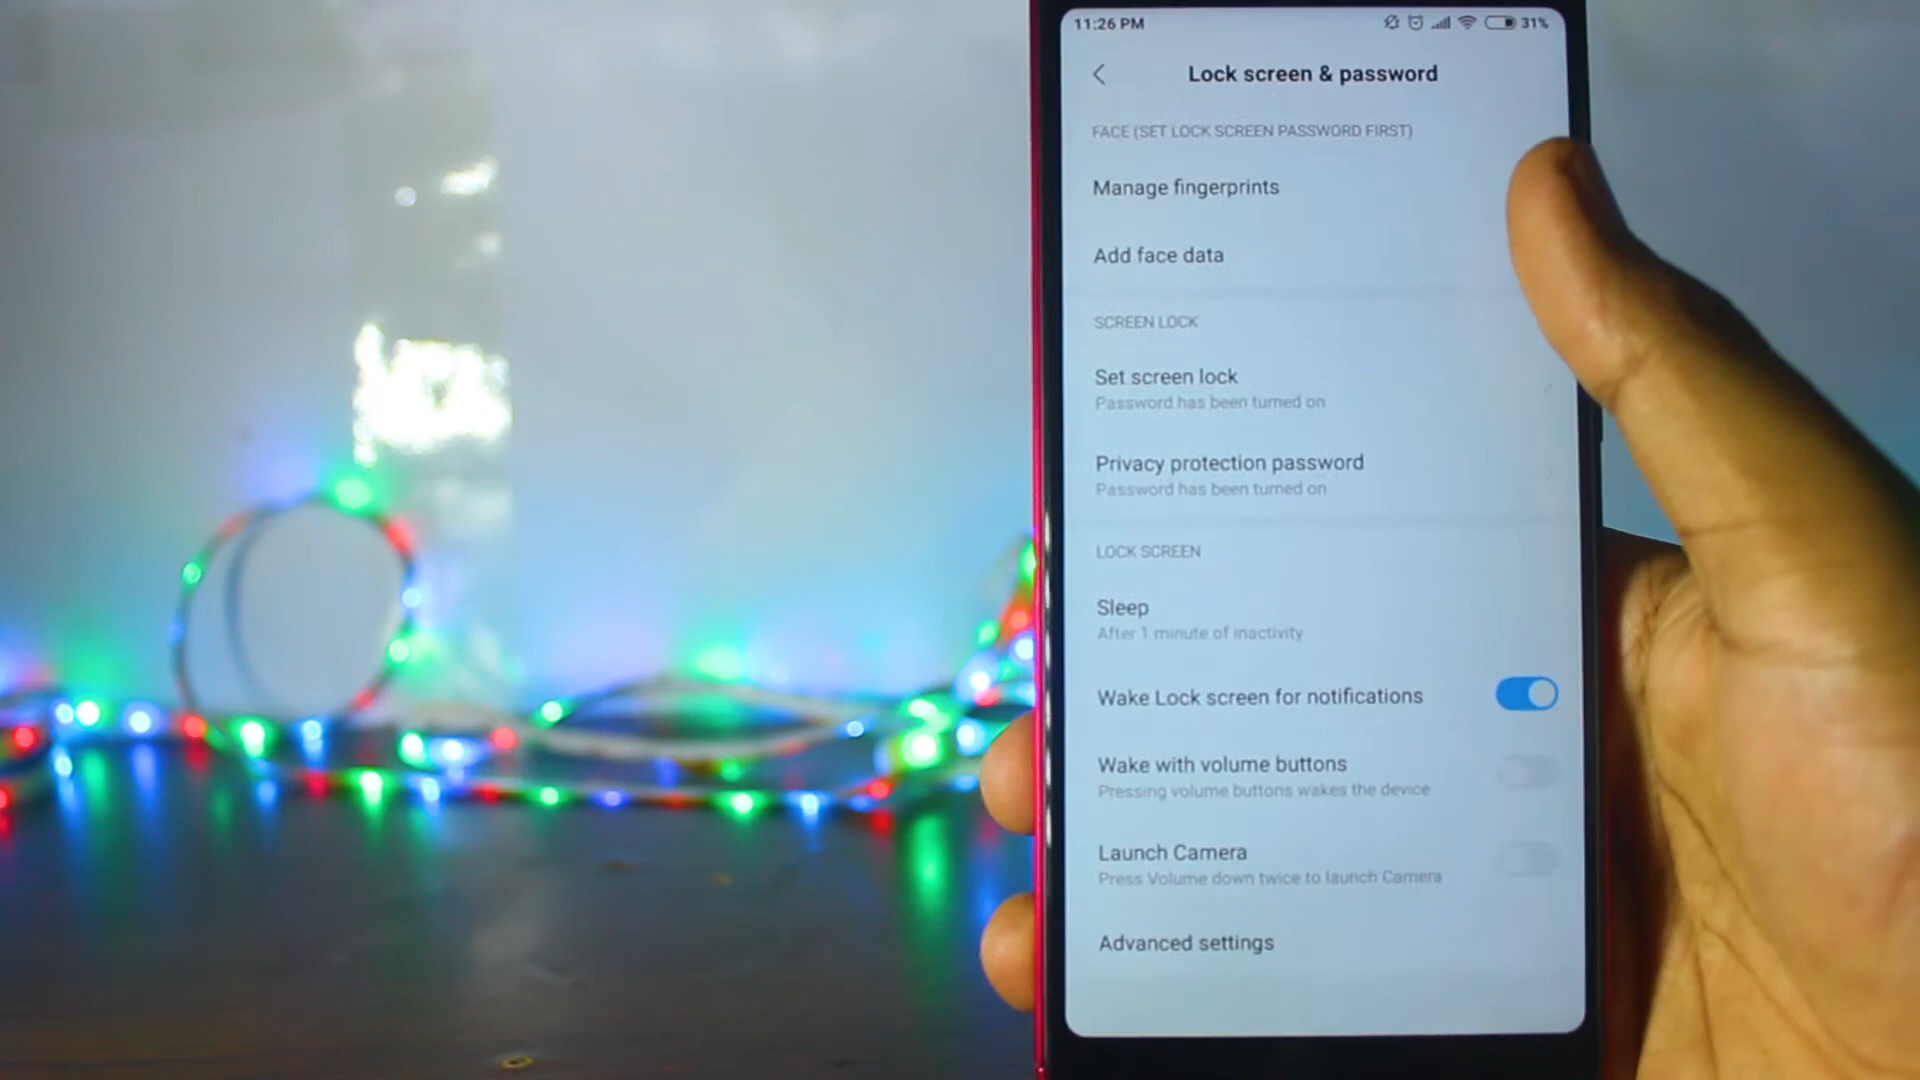 11:26 PM
31%
Lock screen & password
FACE (SET LOCK SCREEN PASSWORD FIRST)
Manage fingerprints
Add face data
SCREEN LOCK
Set screen lock
Password has been turned on
Privacy protection password
Password has been turned on
LOCK SCREEN
Sleep
After 1 minute of inactivity
Wake Lock screen for notifications
Wake with volume buttons
Pressing volume buttons wakes the device
Launch Camera
Press Volume down twice to launch Camera
Advanced settings